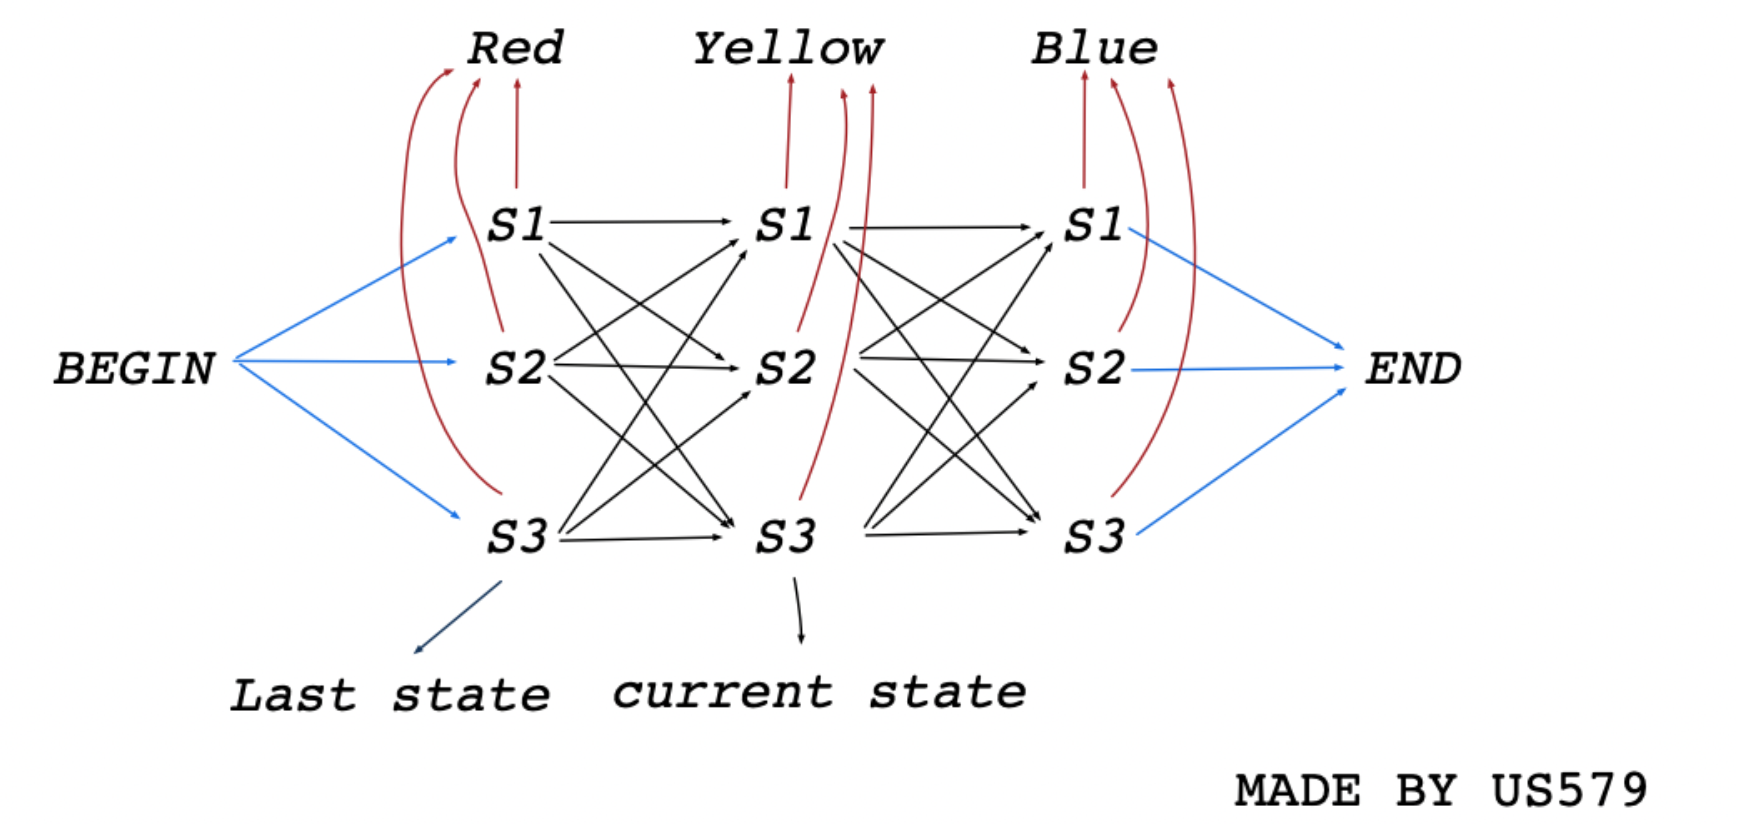 Red Yellow Blue
S1 S1 S1
BEGIN S2 S2 S2 END
S3 S3 S3
Last state current state
MADE BY US579